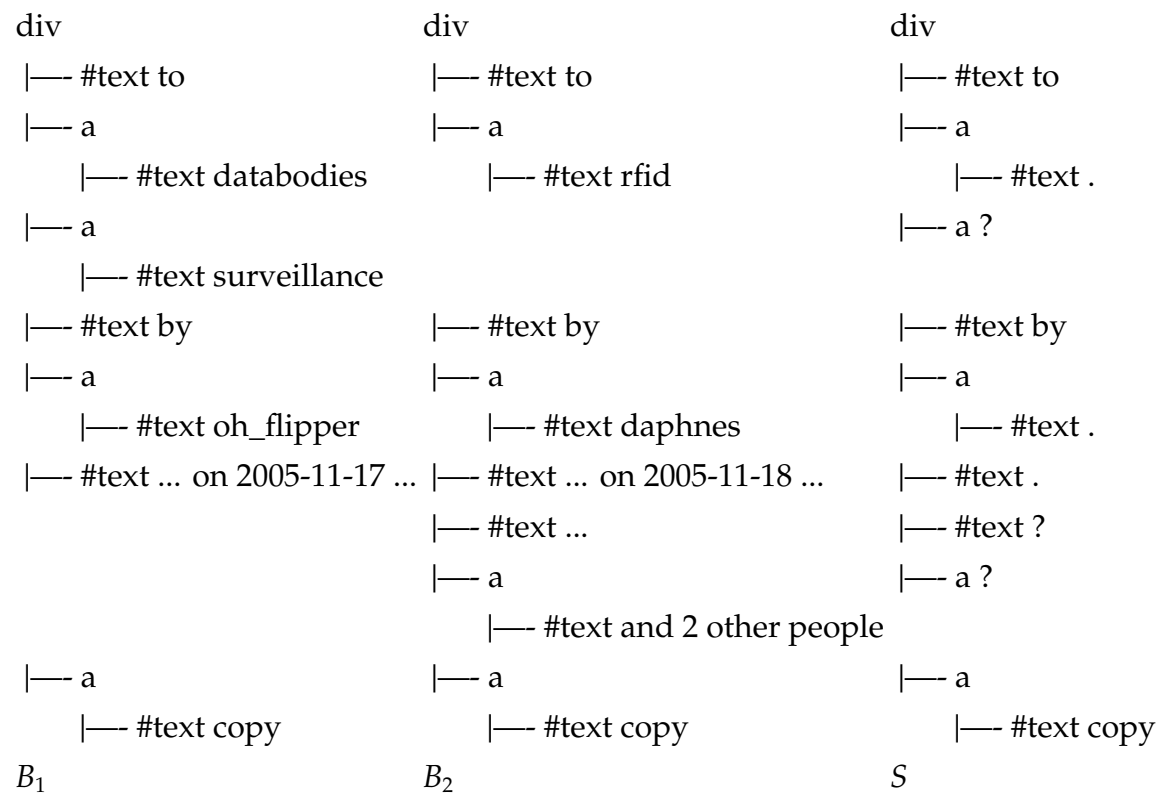 div div div
|—- #text to |—- #text to |—- #text to
|—- a |—- a |—- a
|—- #text databodies |—- #text rfid |—- #text .
|—- a |—- a ?
|—- #text surveillance
|—- #text by |—- #text by |—- #text by
|—- a |—- a |—- a
|—- #text oh_flipper |—- #text daphnes |—- #text .
|—- #text ... on 2005-11-17 ... |—- #text ... on 2005-11-18 ... |—- #text .
|—- #text ... |—- #text ?
|—- a |—- a ?
|—- #text and 2 other people
|—- a |—- a |—- a
|—- #text copy |—- #text copy |—- #text copy
B₁ B₂ S